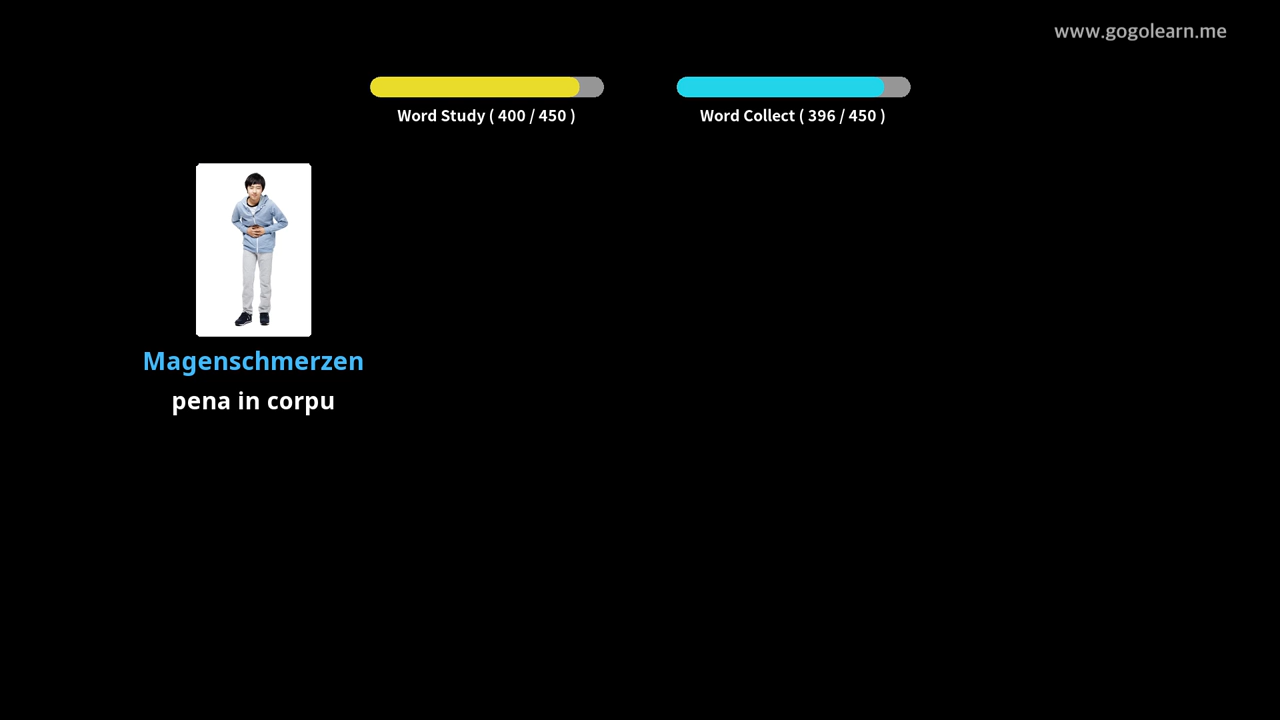 www.gogolearn.me
Word Study ( 400 / 450 )
Word Collect ( 396 / 450 )
Magenschmerzen
pena in corpu